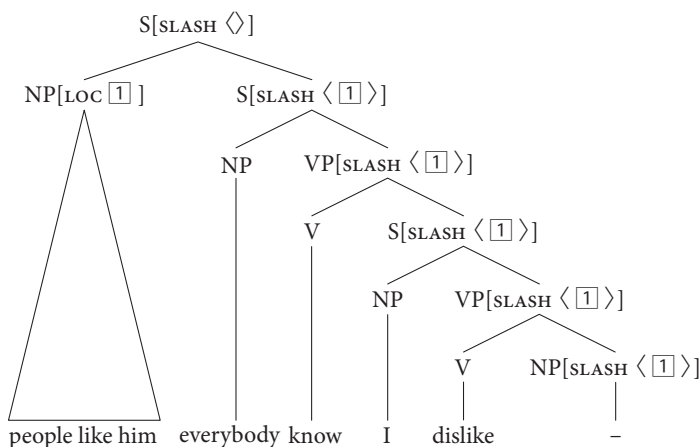 S[SLASH ⟨⟩]
NP[LOC 1 ] S[SLASH ⟨ 1 ⟩]
NP VP[SLASH ⟨ 1 ⟩]
V S[SLASH ⟨ 1 ⟩]
NP VP[SLASH ⟨ 1 ⟩]
V NP[SLASH ⟨ 1 ⟩]
people like him everybody know I dislike –